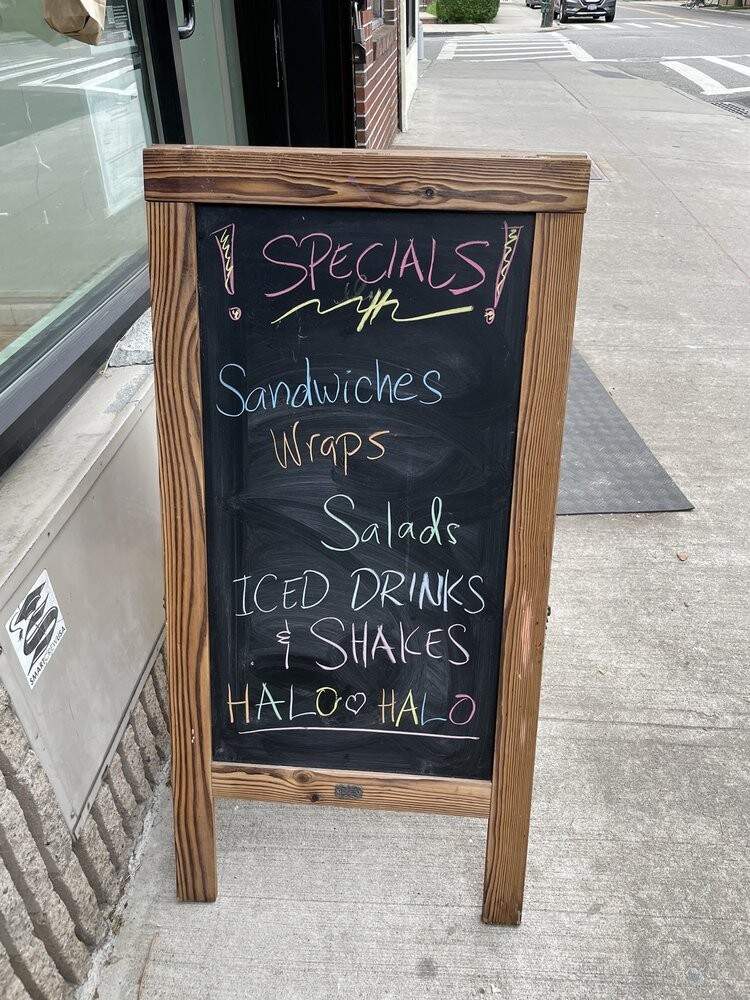 ! SPECIALS !
Sandwiches
Wraps
Salads
ICED DRINKS
& SHAKES
HALO♡HALO